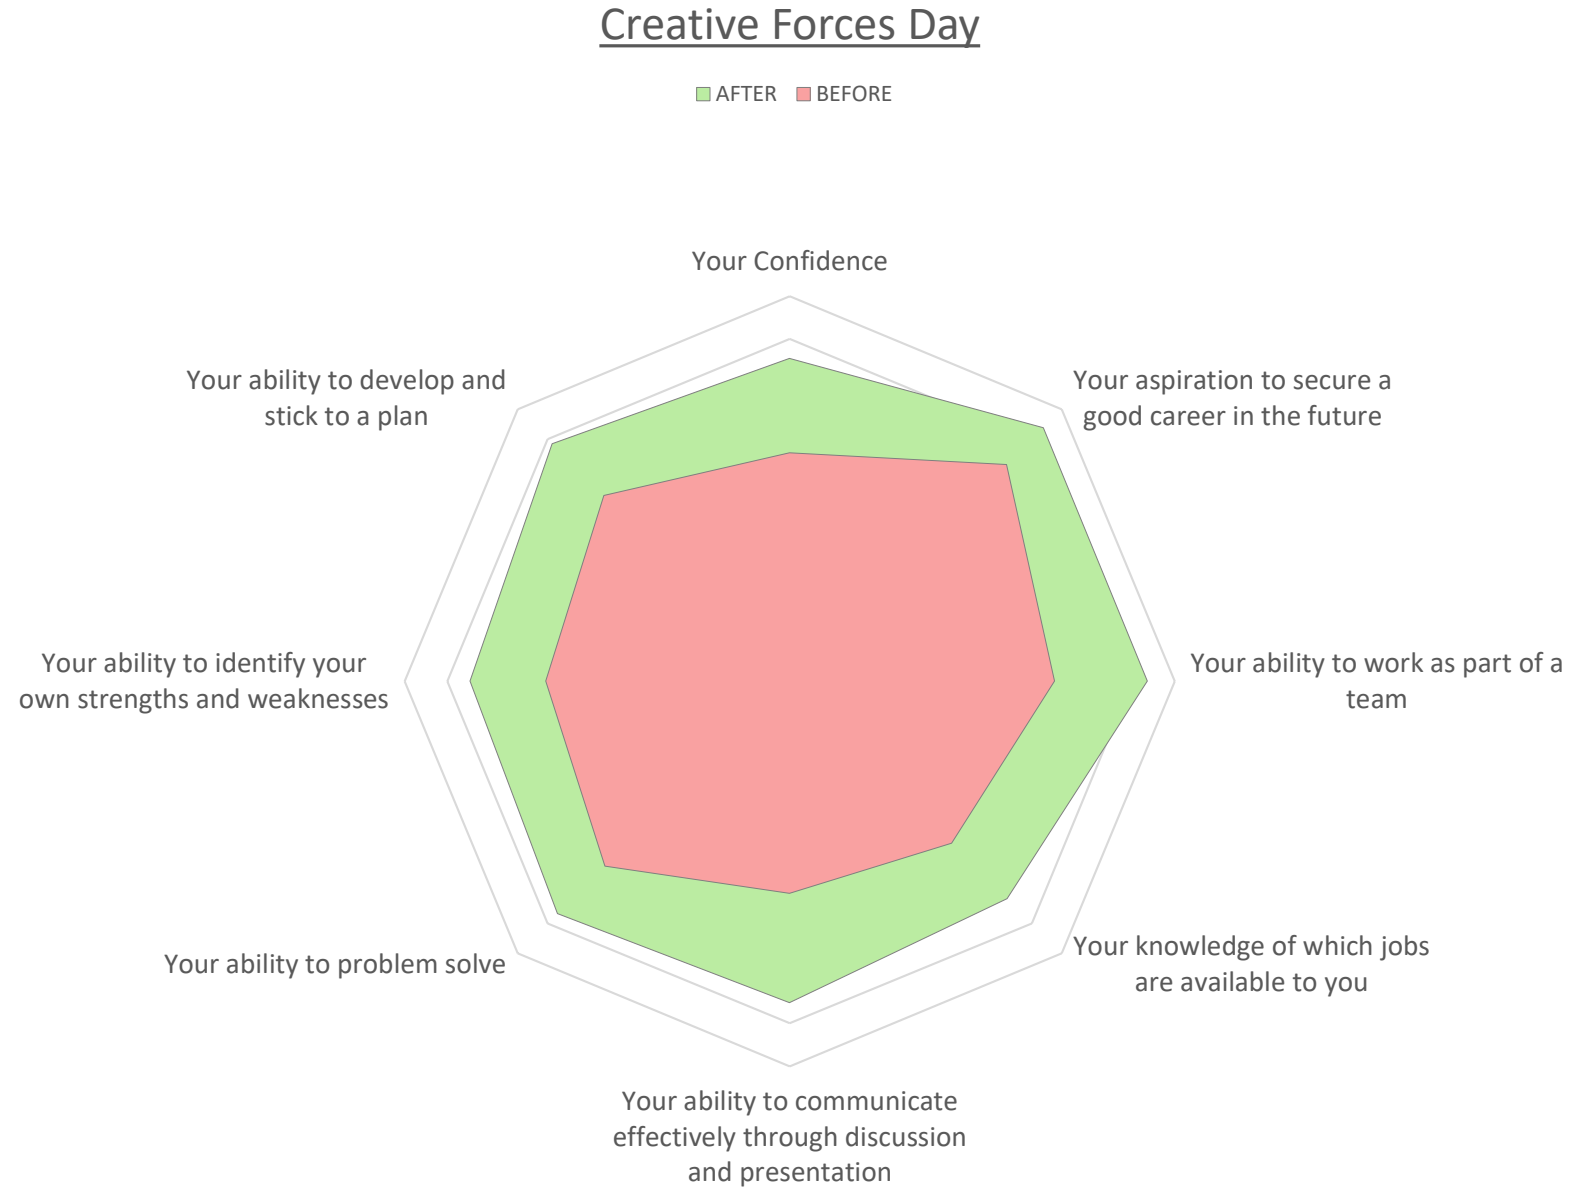 Creative Forces Day
AFTER BEFORE
Your Confidence
Your aspiration to secure a
good career in the future
Your ability to work as part of a
team
Your knowledge of which jobs
are available to you
Your ability to communicate
effectively through discussion
and presentation
Your ability to problem solve
Your ability to identify your
own strengths and weaknesses
Your ability to develop and
stick to a plan